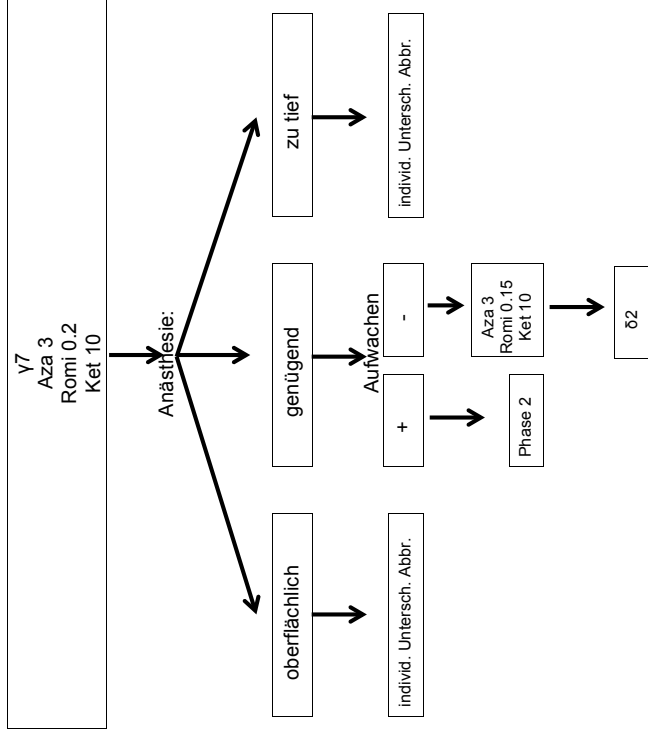 γ7
Aza 3
Romi 0.2
Ket 10
Anästhesie:
oberflächlich
genügend
zu tief
individ. Untersch. Abbr.
Aufwachen
individ. Untersch. Abbr.
+
-
Phase 2
Aza 3
Romi 0.15
Ket 10
δ2